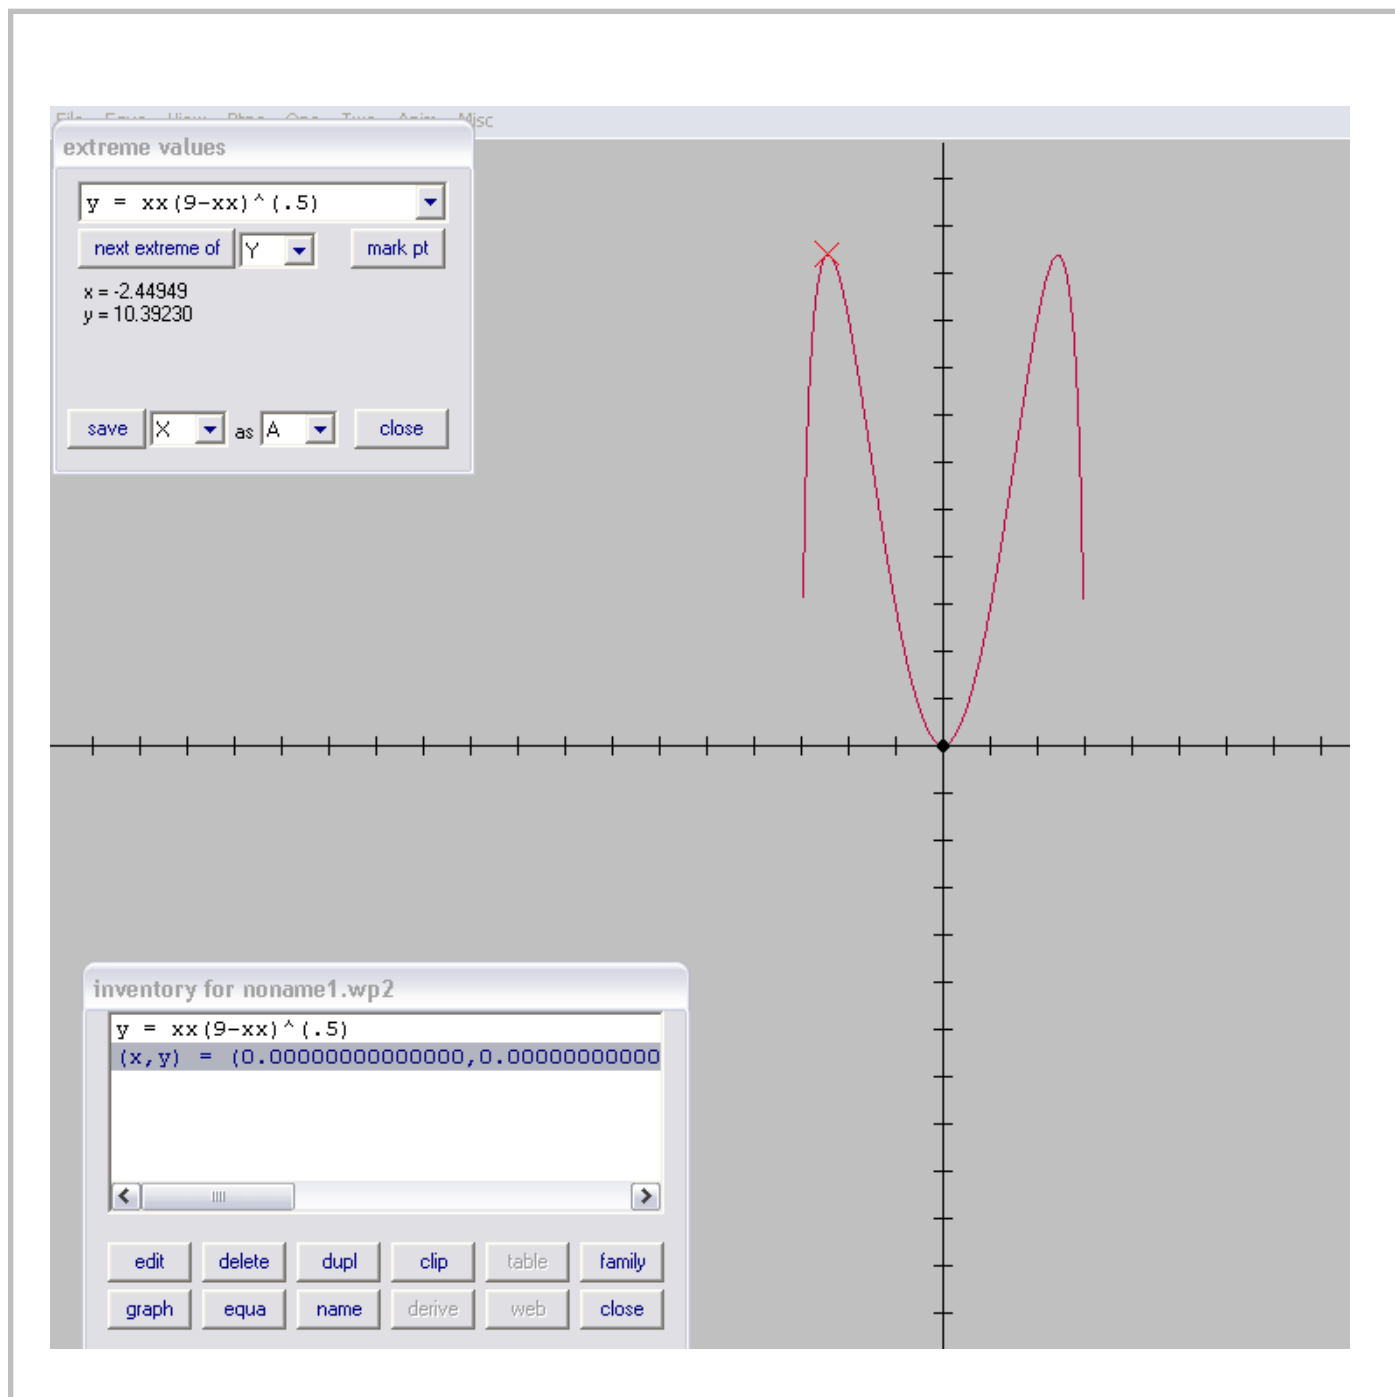 Misc
extreme values
y = xx(9-xx)^(.5)
next extreme of Y mark pt
x = -2.44949
y = 10.39230
save X as A close
inventory for noname1.wp2
y = xx(9-xx)^(.5)
(x,y) = (0.00000000000000,0.00000000000
edit delete dupl clip table family
graph equa name derive web close